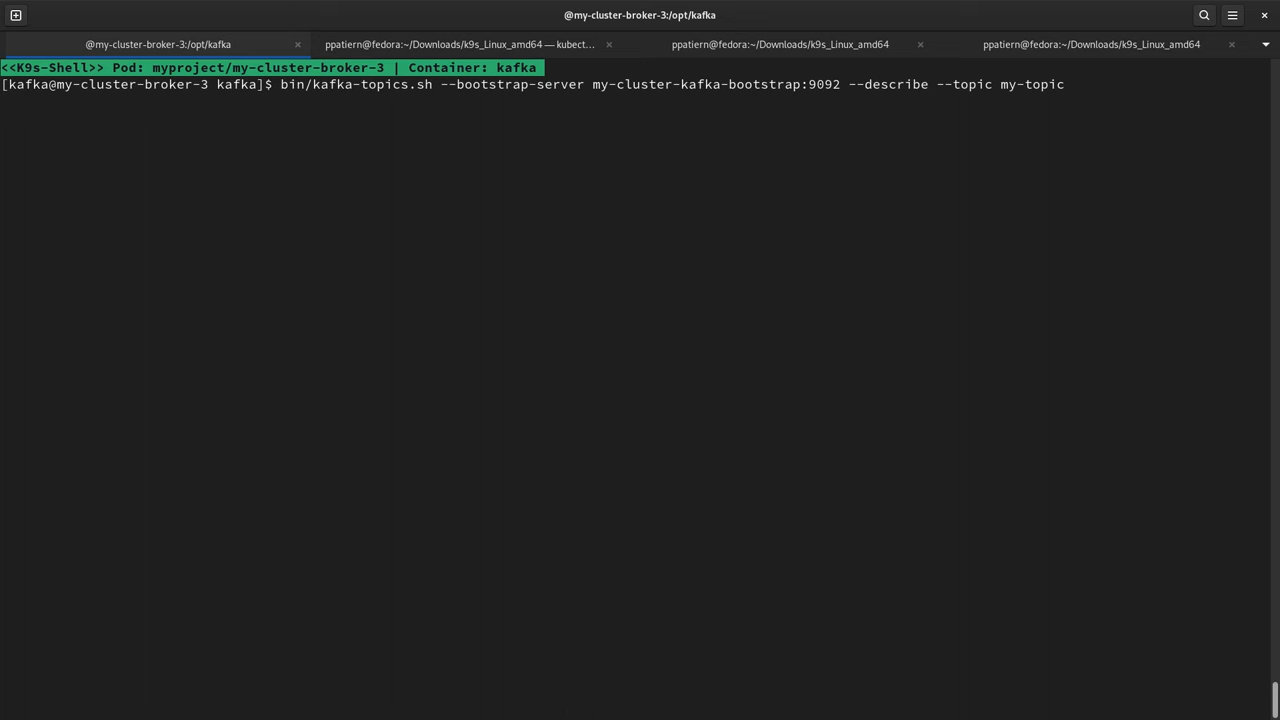 @my-cluster-broker-3:/opt/kafka
@my-cluster-broker-3:/opt/kafka
ppatiern@fedora:~/Downloads/k9s_Linux_amd64 — kubect...
ppatiern@fedora:~/Downloads/k9s_Linux_amd64
ppatiern@fedora:~/Downloads/k9s_Linux_amd64
<<K9s-Shell>> Pod: myproject/my-cluster-broker-3 | Container: kafka
[kafka@my-cluster-broker-3 kafka]$ bin/kafka-topics.sh --bootstrap-server my-cluster-kafka-bootstrap:9092 --describe --topic my-topic